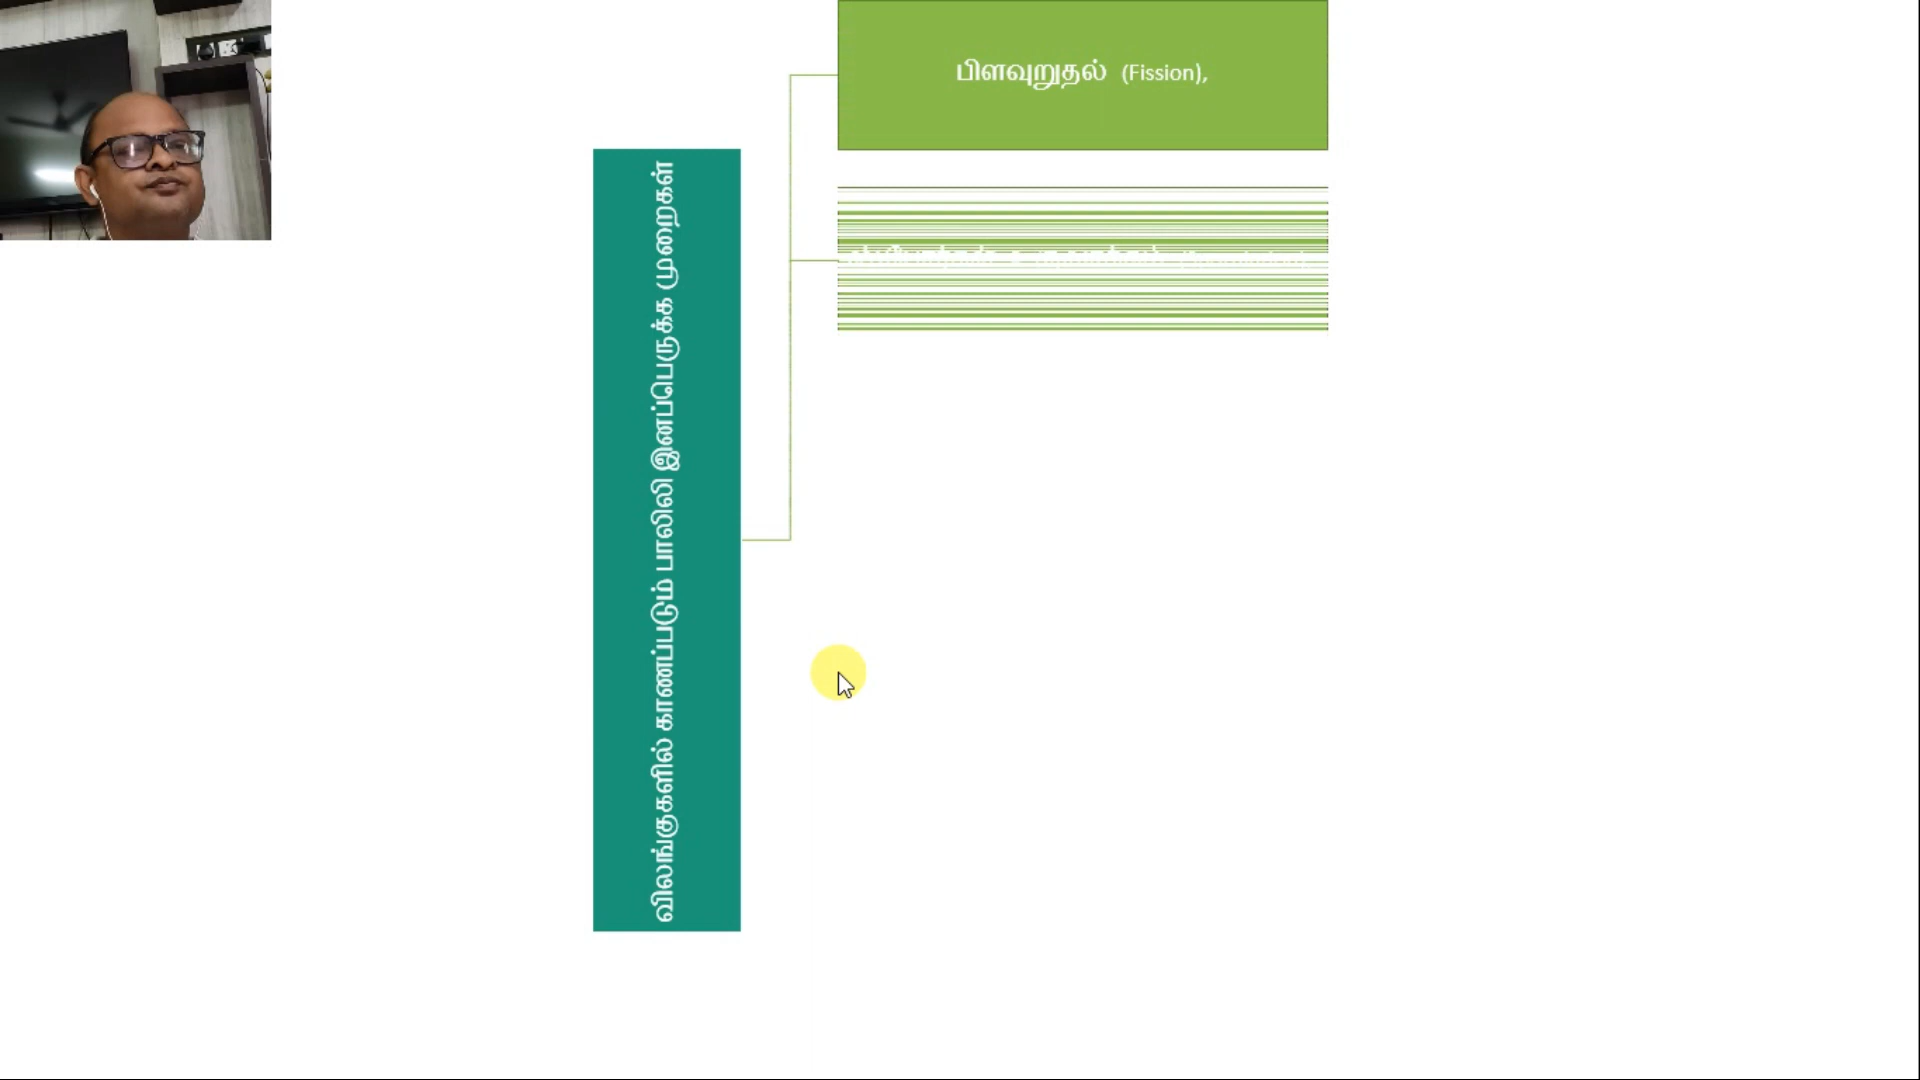 பிளவுறுதல் (Fission),
விலங்குகளில் காணப்படும் பாலிலி இனப்பெருக்க முறைகள்